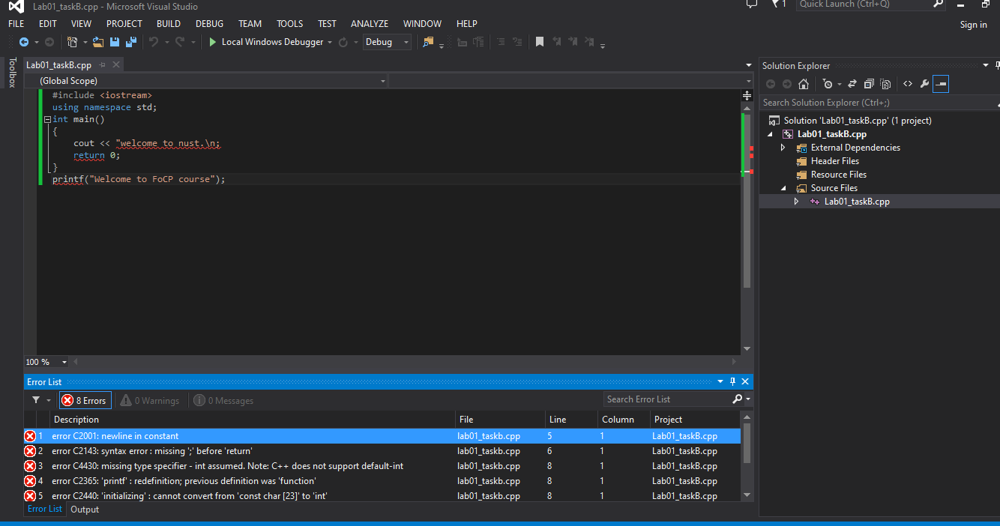 Lab01_taskB.cpp - Microsoft Visual Studio
1
Quick Launch (Ctrl+Q)
FILE EDIT VIEW PROJECT BUILD DEBUG TEAM TOOLS TEST ANALYZE WINDOW HELP
Sign in
Local Windows Debugger
Debug
Toolbox
Lab01_taskB.cpp
(Global Scope)
#include <iostream>
using namespace std;
int main()
{
cout << "welcome to nust.\n;
return 0;
}
printf("Welcome to FoCP course");
100 %
Solution Explorer
Search Solution Explorer (Ctrl+;)
Solution 'Lab01_taskB.cpp' (1 project)
Lab01_taskB.cpp
External Dependencies
Header Files
Resource Files
Source Files
Lab01_taskB.cpp
Error List
8 Errors
0 Warnings
0 Messages
Search Error List
Description File Line Column Project
1 error C2001: newline in constant lab01_taskb.cpp 5 1 Lab01_taskB.cpp
2 error C2143: syntax error : missing ';' before 'return' lab01_taskb.cpp 6 1 Lab01_taskB.cpp
3 error C4430: missing type specifier - int assumed. Note: C++ does not support default-int lab01_taskb.cpp 8 1 Lab01_taskB.cpp
4 error C2365: 'printf' : redefinition; previous definition was 'function' lab01_taskb.cpp 8 1 Lab01_taskB.cpp
5 error C2440: 'initializing' : cannot convert from 'const char [23]' to 'int' lab01_taskb.cpp 8 1 Lab01_taskB.cpp
Error List Output